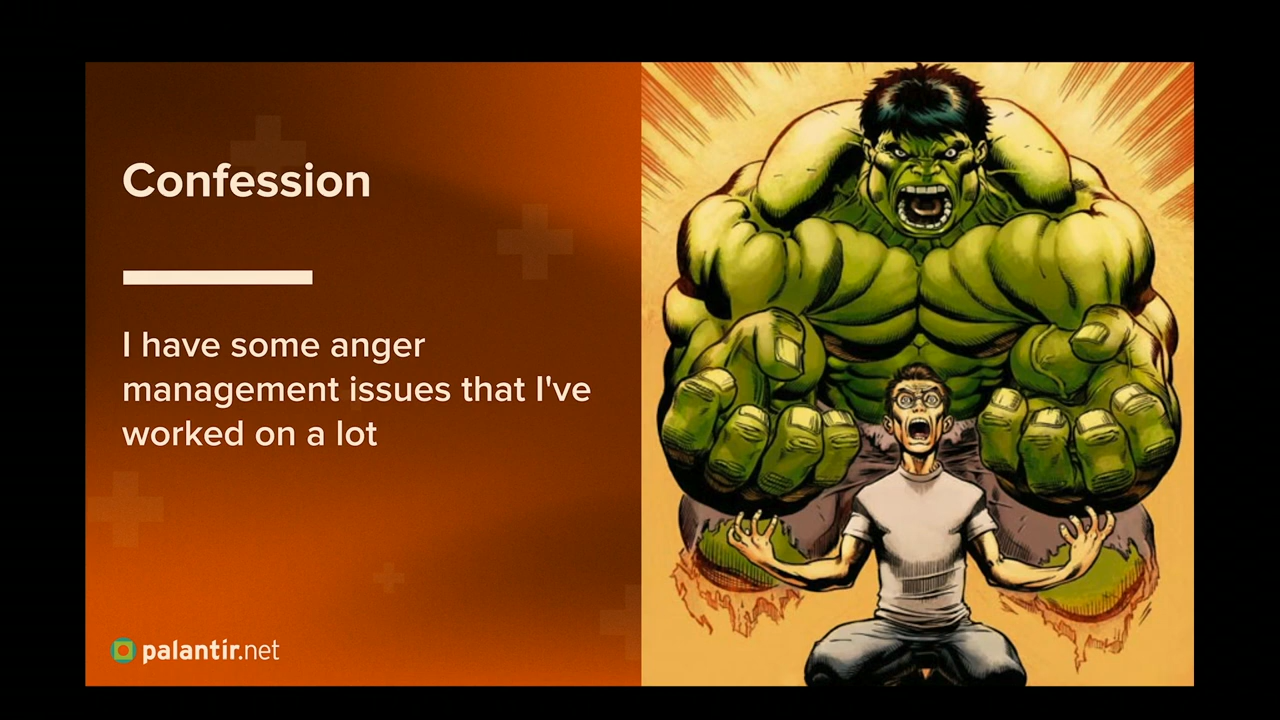 Confession
I have some anger
management issues that I've
worked on a lot
palantir.net